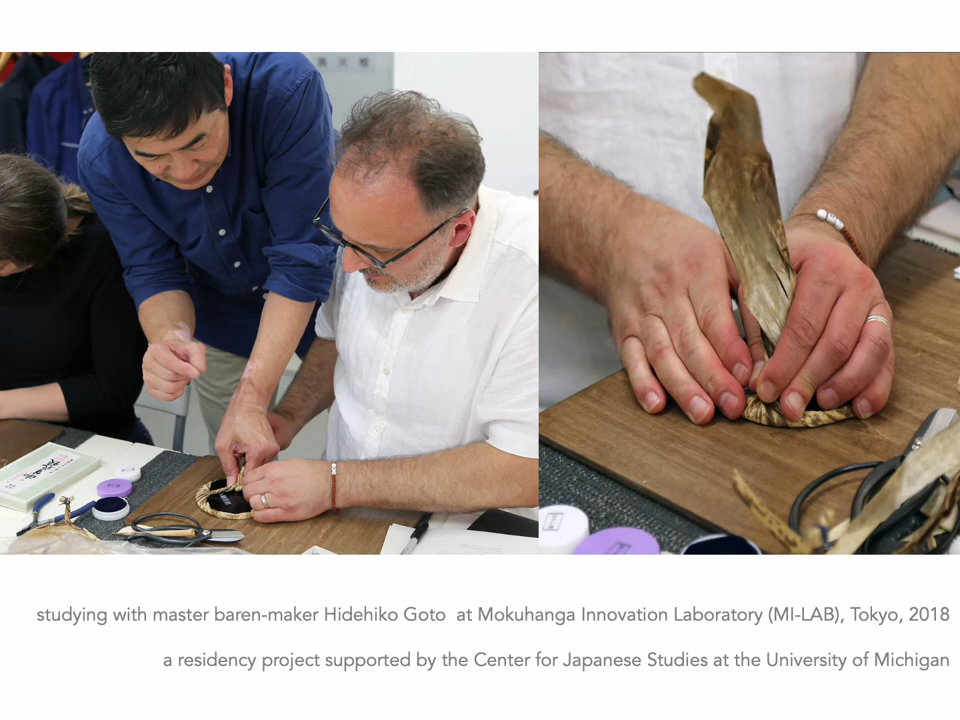 studying with master baren-maker Hidehiko Goto  at Mokuhanga Innovation Laboratory (MI-LAB), Tokyo, 2018
a residency project supported by the Center for Japanese Studies at the University of Michigan